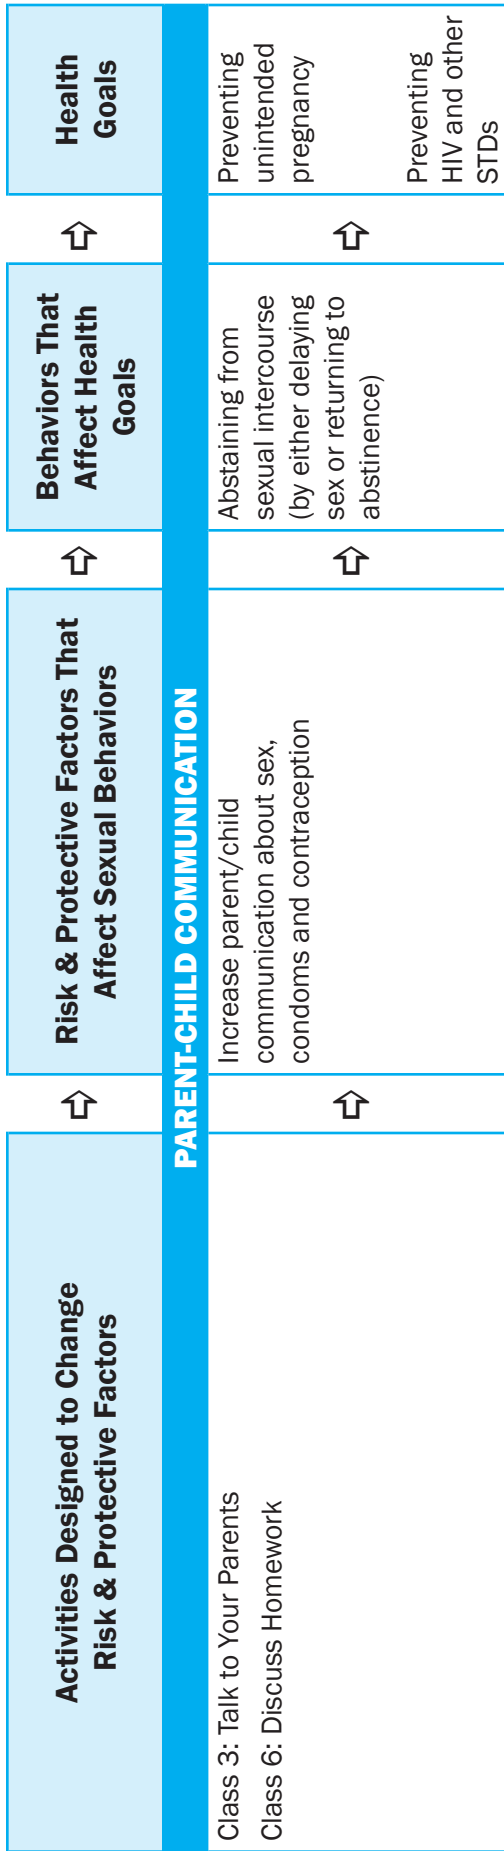 Activities Designed to Change
Risk & Protective Factors
Risk & Protective Factors That
Affect Sexual Behaviors
Behaviors That
Affect Health
Goals
Health
Goals
PARENT-CHILD COMMUNICATION
Class 3: Talk to Your Parents
Class 6: Discuss Homework
Increase parent/child
communication about sex,
condoms and contraception
Abstaining from
sexual intercourse
(by either delaying
sex or returning to
abstinence)
Preventing
unintended
pregnancy
Preventing
HIV and other
STDs